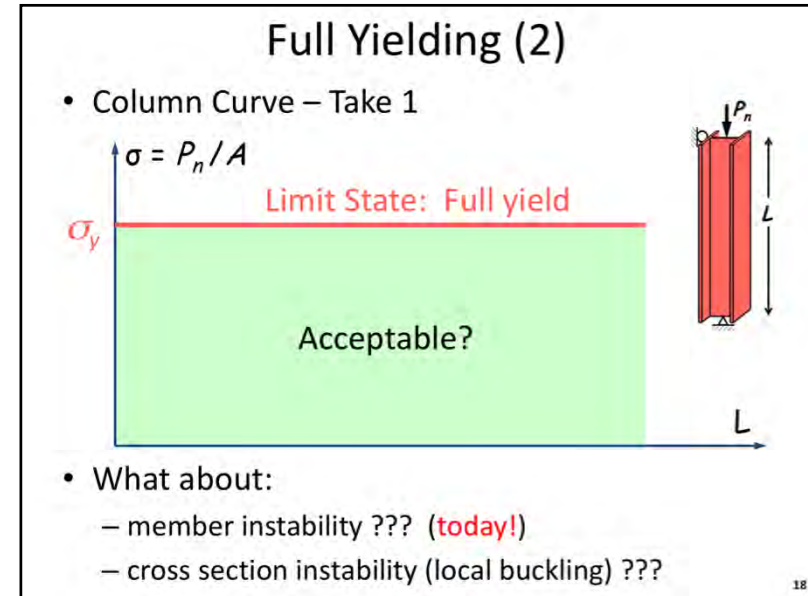 Full Yielding (2)
• Column Curve – Take 1
σ = Pₙ / A
Limit State: Full yield
σy
Acceptable?
L
Pₙ
L
• What about:
– member instability ??? (today!)
– cross section instability (local buckling) ???
18